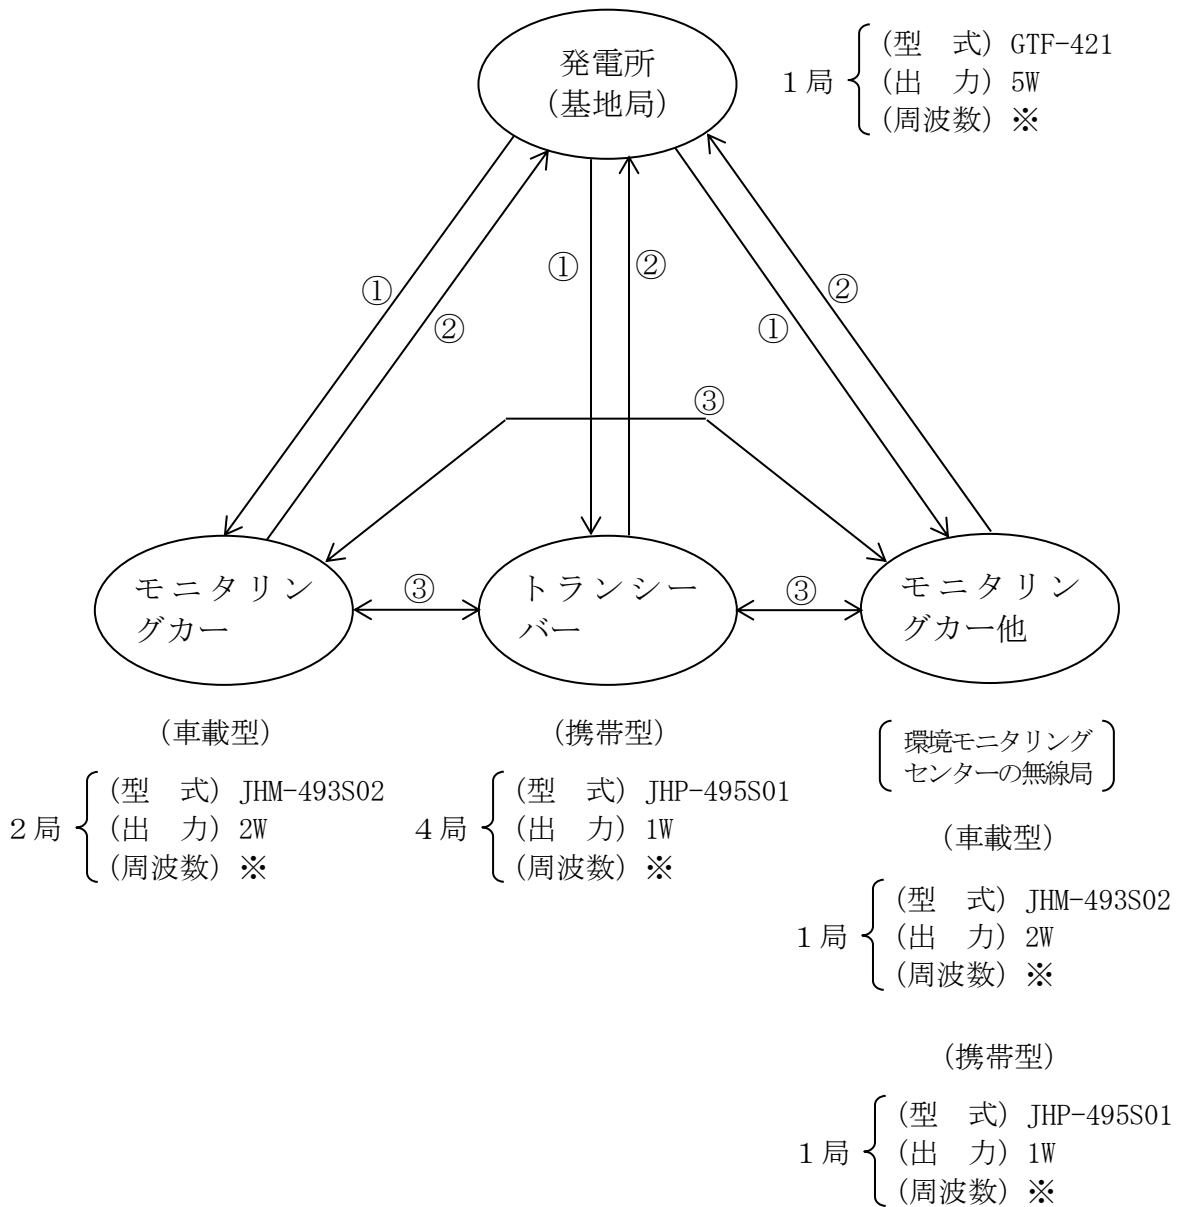 発電所
(基地局)
1局
(型　式) GTF-421
(出　力) 5W
(周波数) ※
①
②
①
②
①
②
③
③
③
モニタリン
グカー
トランシー
バー
モニタリン
グカー他
(車載型)
2局
(型　式) JHM-493S02
(出　力) 2W
(周波数) ※
(携帯型)
4局
(型　式) JHP-495S01
(出　力) 1W
(周波数) ※
環境モニタリング
センターの無線局
(車載型)
1局
(型　式) JHM-493S02
(出　力) 2W
(周波数) ※
(携帯型)
1局
(型　式) JHP-495S01
(出　力) 1W
(周波数) ※